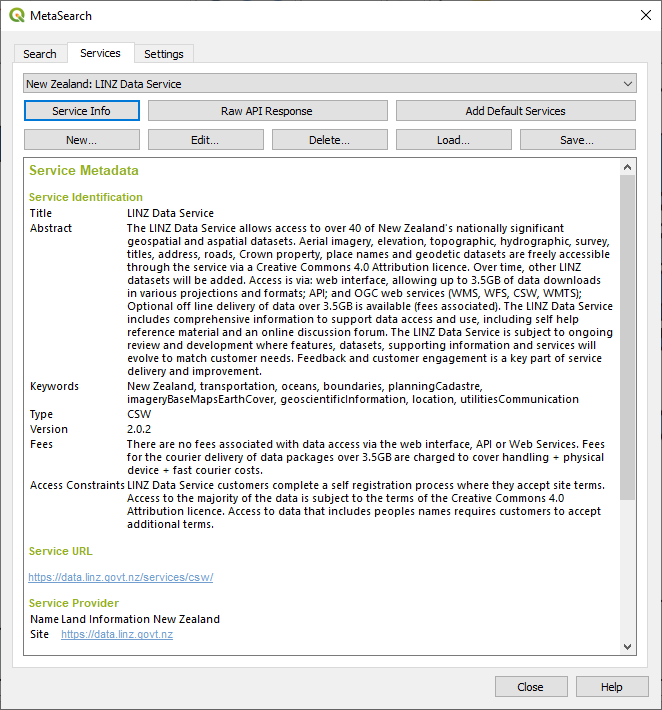 MetaSearch
Search Services Settings
New Zealand: LINZ Data Service
Service Info Raw API Response Add Default Services
New... Edit... Delete... Load... Save...
Service Metadata
Service Identification
Title LINZ Data Service
Abstract The LINZ Data Service allows access to over 40 of New Zealand's nationally significant
geospatial and aspatial datasets. Aerial imagery, elevation, topographic, hydrographic, survey,
titles, address, roads, Crown property, place names and geodetic datasets are freely accessible
through the service via a Creative Commons 4.0 Attribution licence. Over time, other LINZ
datasets will be added. Access is via: web interface, allowing up to 3.5GB of data downloads
in various projections and formats; API; and OGC web services (WMS, WFS, CSW, WMTS);
Optional off line delivery of data over 3.5GB is available (fees associated). The LINZ Data Service
includes comprehensive information to support data access and use, including self help
reference material and an online discussion forum. The LINZ Data Service is subject to ongoing
review and development where features, datasets, supporting information and services will
evolve to match customer needs. Feedback and customer engagement is a key part of service
delivery and improvement.
Keywords New Zealand, transportation, oceans, boundaries, planningCadastre,
imageryBaseMapsEarthCover, geoscientificInformation, location, utilitiesCommunication
Type CSW
Version 2.0.2
Fees There are no fees associated with data access via the web interface, API or Web Services. Fees
for the courier delivery of data packages over 3.5GB are charged to cover handling + physical
device + fast courier costs.
Access Constraints LINZ Data Service customers complete a self registration process where they accept site terms.
Access to the majority of the data is subject to the terms of the Creative Commons 4.0
Attribution licence. Access to data that includes peoples names requires customers to accept
additional terms.
Service URL
https://data.linz.govt.nz/services/csw/
Service Provider
Name Land Information New Zealand
Site https://data.linz.govt.nz
Close Help